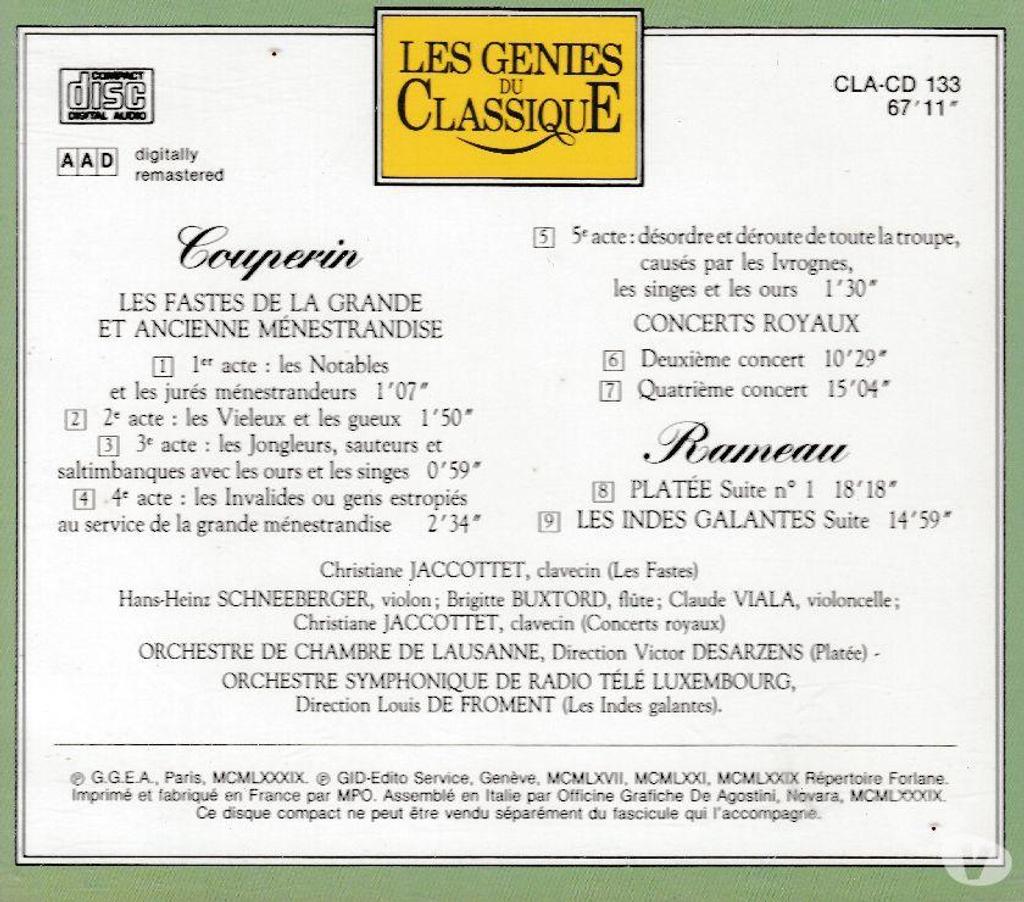 LES GENIES
DU
CLASSIQUE
COMPACT
disc
DIGITAL AUDIO
AAD digitally
remastered
CLA-CD 133
67'11"
Couperin
LES FASTES DE LA GRANDE
ET ANCIENNE MÉNESTRANDISE
1 1er acte : les Notables
et les jurés ménestrandeurs 1'07"
2 2e acte : les Vieleux et les gueux 1'50"
3 3e acte : les Jongleurs, sauteurs et
saltimbanques avec les ours et les singes 0'59"
4 4e acte : les Invalides ou gens estropiés
au service de la grande ménestrandise 2'34"
5 5e acte : désordre et déroute de toute la troupe,
causés par les Ivrognes,
les singes et les ours 1'30"
CONCERTS ROYAUX
6 Deuxième concert 10'29"
7 Quatrième concert 15'04"
Rameau
8 PLATÉE Suite n° 1 18'18"
9 LES INDES GALANTES Suite 14'59"
Christiane JACCOTTET, clavecin (Les Fastes)
Hans-Heinz SCHNEEBERGER, violon; Brigitte BUXTORD, flûte; Claude VIALA, violoncelle;
Christiane JACCOTTET, clavecin (Concerts royaux)
ORCHESTRE DE CHAMBRE DE LAUSANNE, Direction Victor DESARZENS (Platée) -
ORCHESTRE SYMPHONIQUE DE RADIO TÉLÉ LUXEMBOURG,
Direction Louis DE FROMENT (Les Indes galantes).
℗ G.G.E.A., Paris, MCMLXXXIX. ℗ GID-Edito Service, Genève, MCMLXVII, MCMLXXI, MCMLXXIX Répertoire Forlane.
Imprimé et fabriqué en France par MPO. Assemblé en Italie par Officine Grafiche De Agostini, Novara, MCMLXXXIX.
Ce disque compact ne peut être vendu séparément du fascicule qui l'accompagne.
V